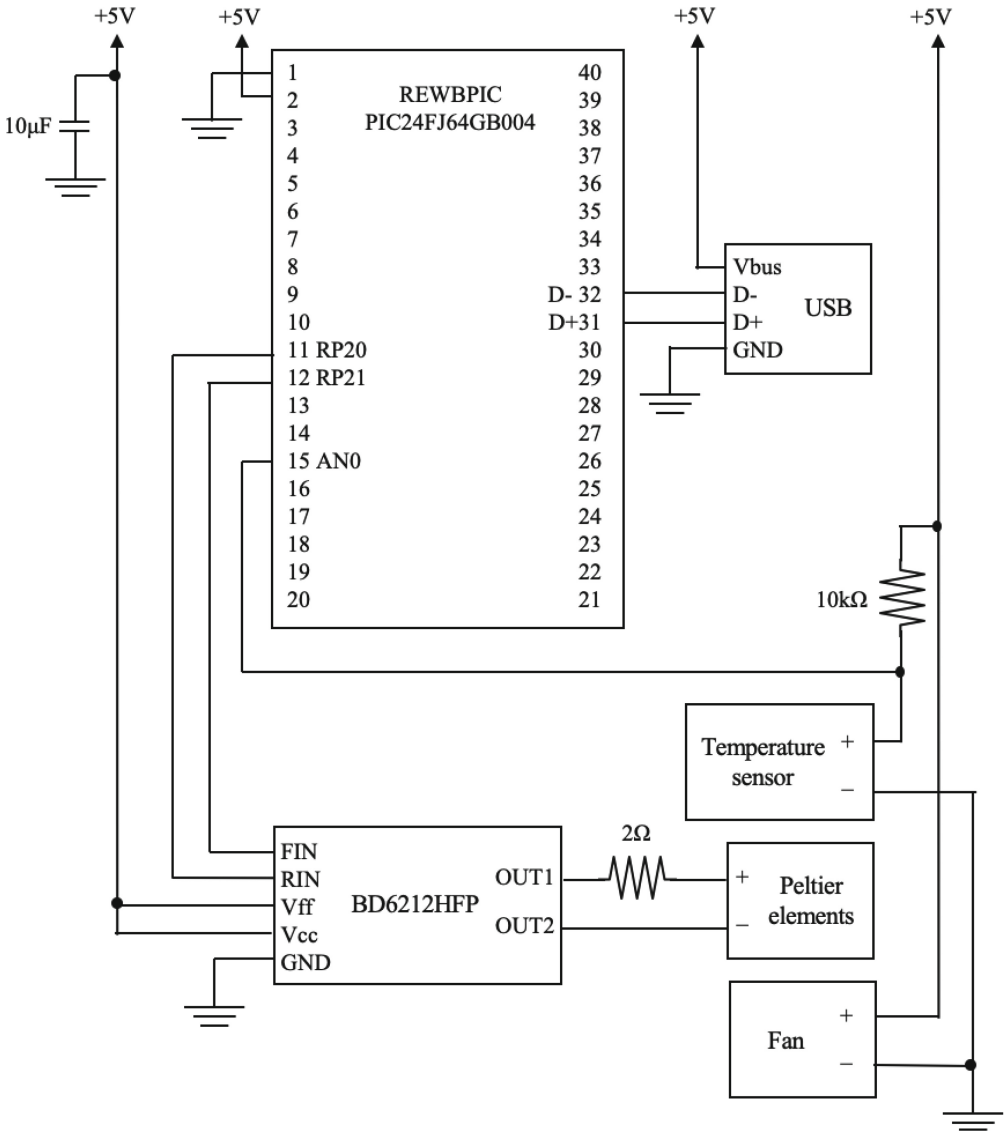 +5V
+5V
+5V
+5V
10μF
REWBPIC
PIC24FJ64GB004
1
2
3
4
5
6
7
8
9
10
11 RP20
12 RP21
13
14
15 AN0
16
17
18
19
20
40
39
38
37
36
35
34
33
D- 32
D+31
30
29
28
27
26
25
24
23
22
21
Vbus
D-
D+
GND
USB
10kΩ
Temperature
sensor
+
−
FIN
RIN
Vff
Vcc
GND
BD6212HFP
OUT1
OUT2
2Ω
+
−
Peltier
elements
Fan
+
−